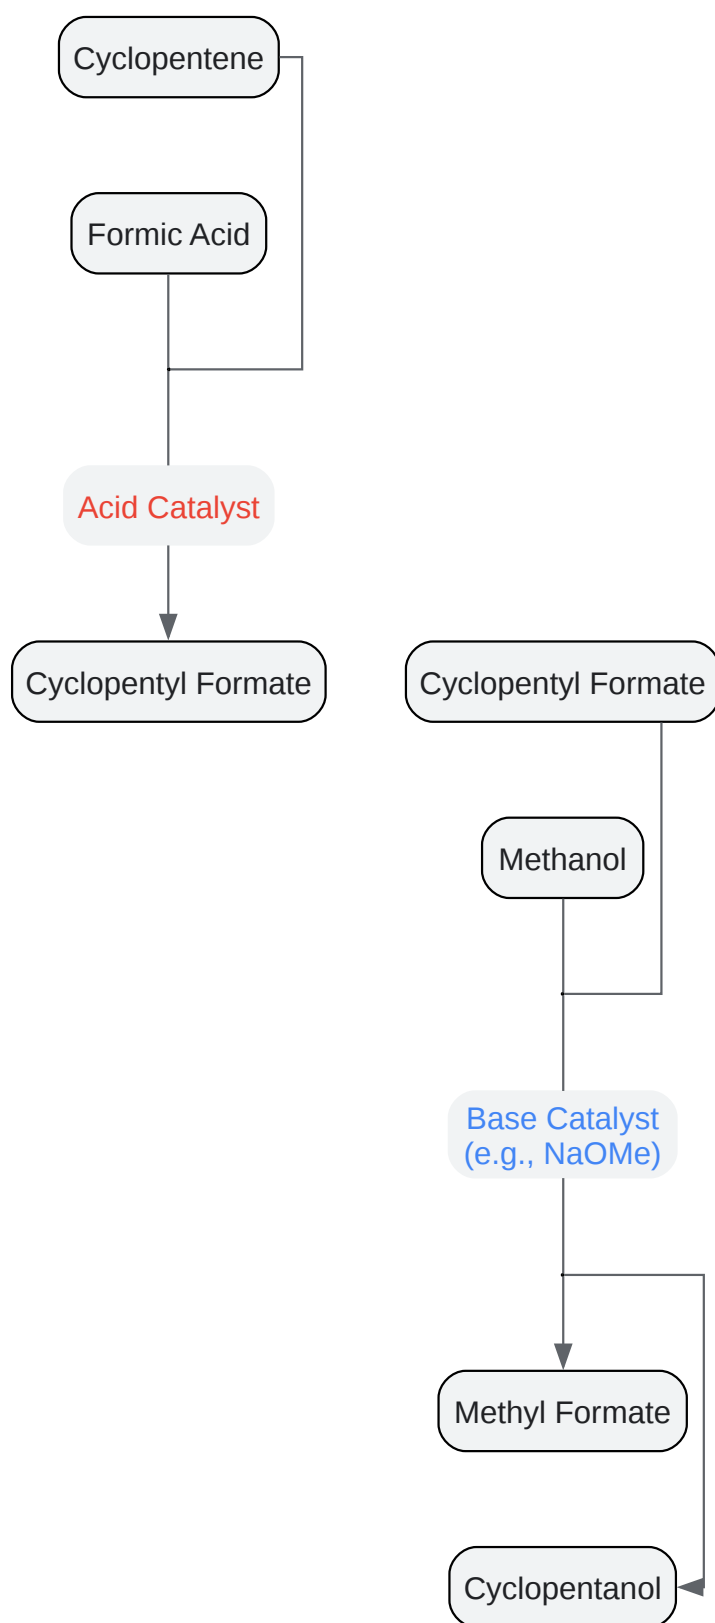 Cyclopentene
Formic Acid
Acid Catalyst
Cyclopentyl Formate
Cyclopentyl Formate
Methanol
Base Catalyst
(e.g., NaOMe)
Methyl Formate
Cyclopentanol